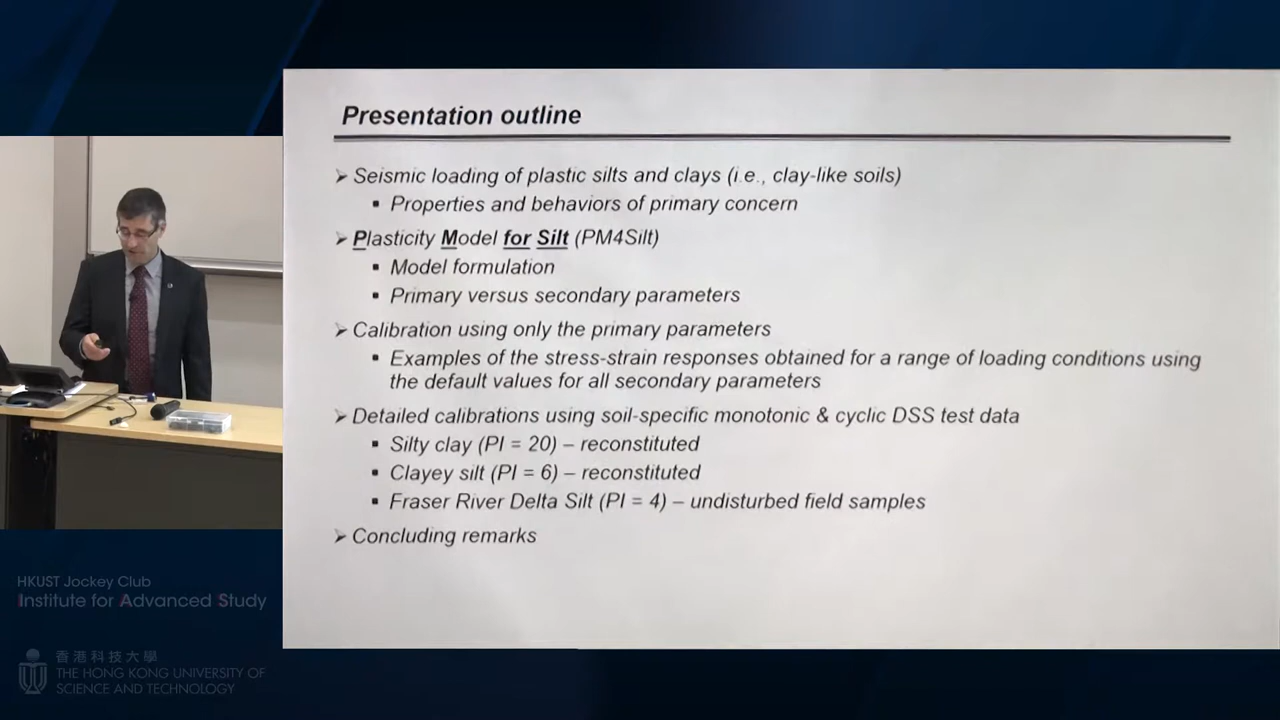 Presentation outline
➢ Seismic loading of plastic silts and clays (i.e., clay-like soils)
▪ Properties and behaviors of primary concern
➢ Plasticity Model for Silt (PM4Silt)
▪ Model formulation
▪ Primary versus secondary parameters
➢ Calibration using only the primary parameters
▪ Examples of the stress-strain responses obtained for a range of loading conditions using
the default values for all secondary parameters
➢ Detailed calibrations using soil-specific monotonic & cyclic DSS test data
▪ Silty clay (PI = 20) – reconstituted
▪ Clayey silt (PI = 6) – reconstituted
▪ Fraser River Delta Silt (PI = 4) – undisturbed field samples
➢ Concluding remarks
HKUST Jockey Club
Institute for Advanced Study
香港科技大學
THE HONG KONG UNIVERSITY OF
SCIENCE AND TECHNOLOGY